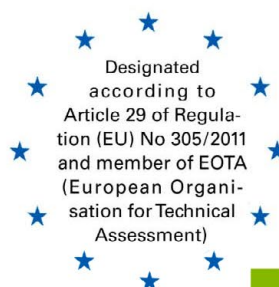 Designated
according to
Article 29 of Regula-
tion (EU) No 305/2011
and member of EOTA
(European Organi-
sation for Technical
Assessment)